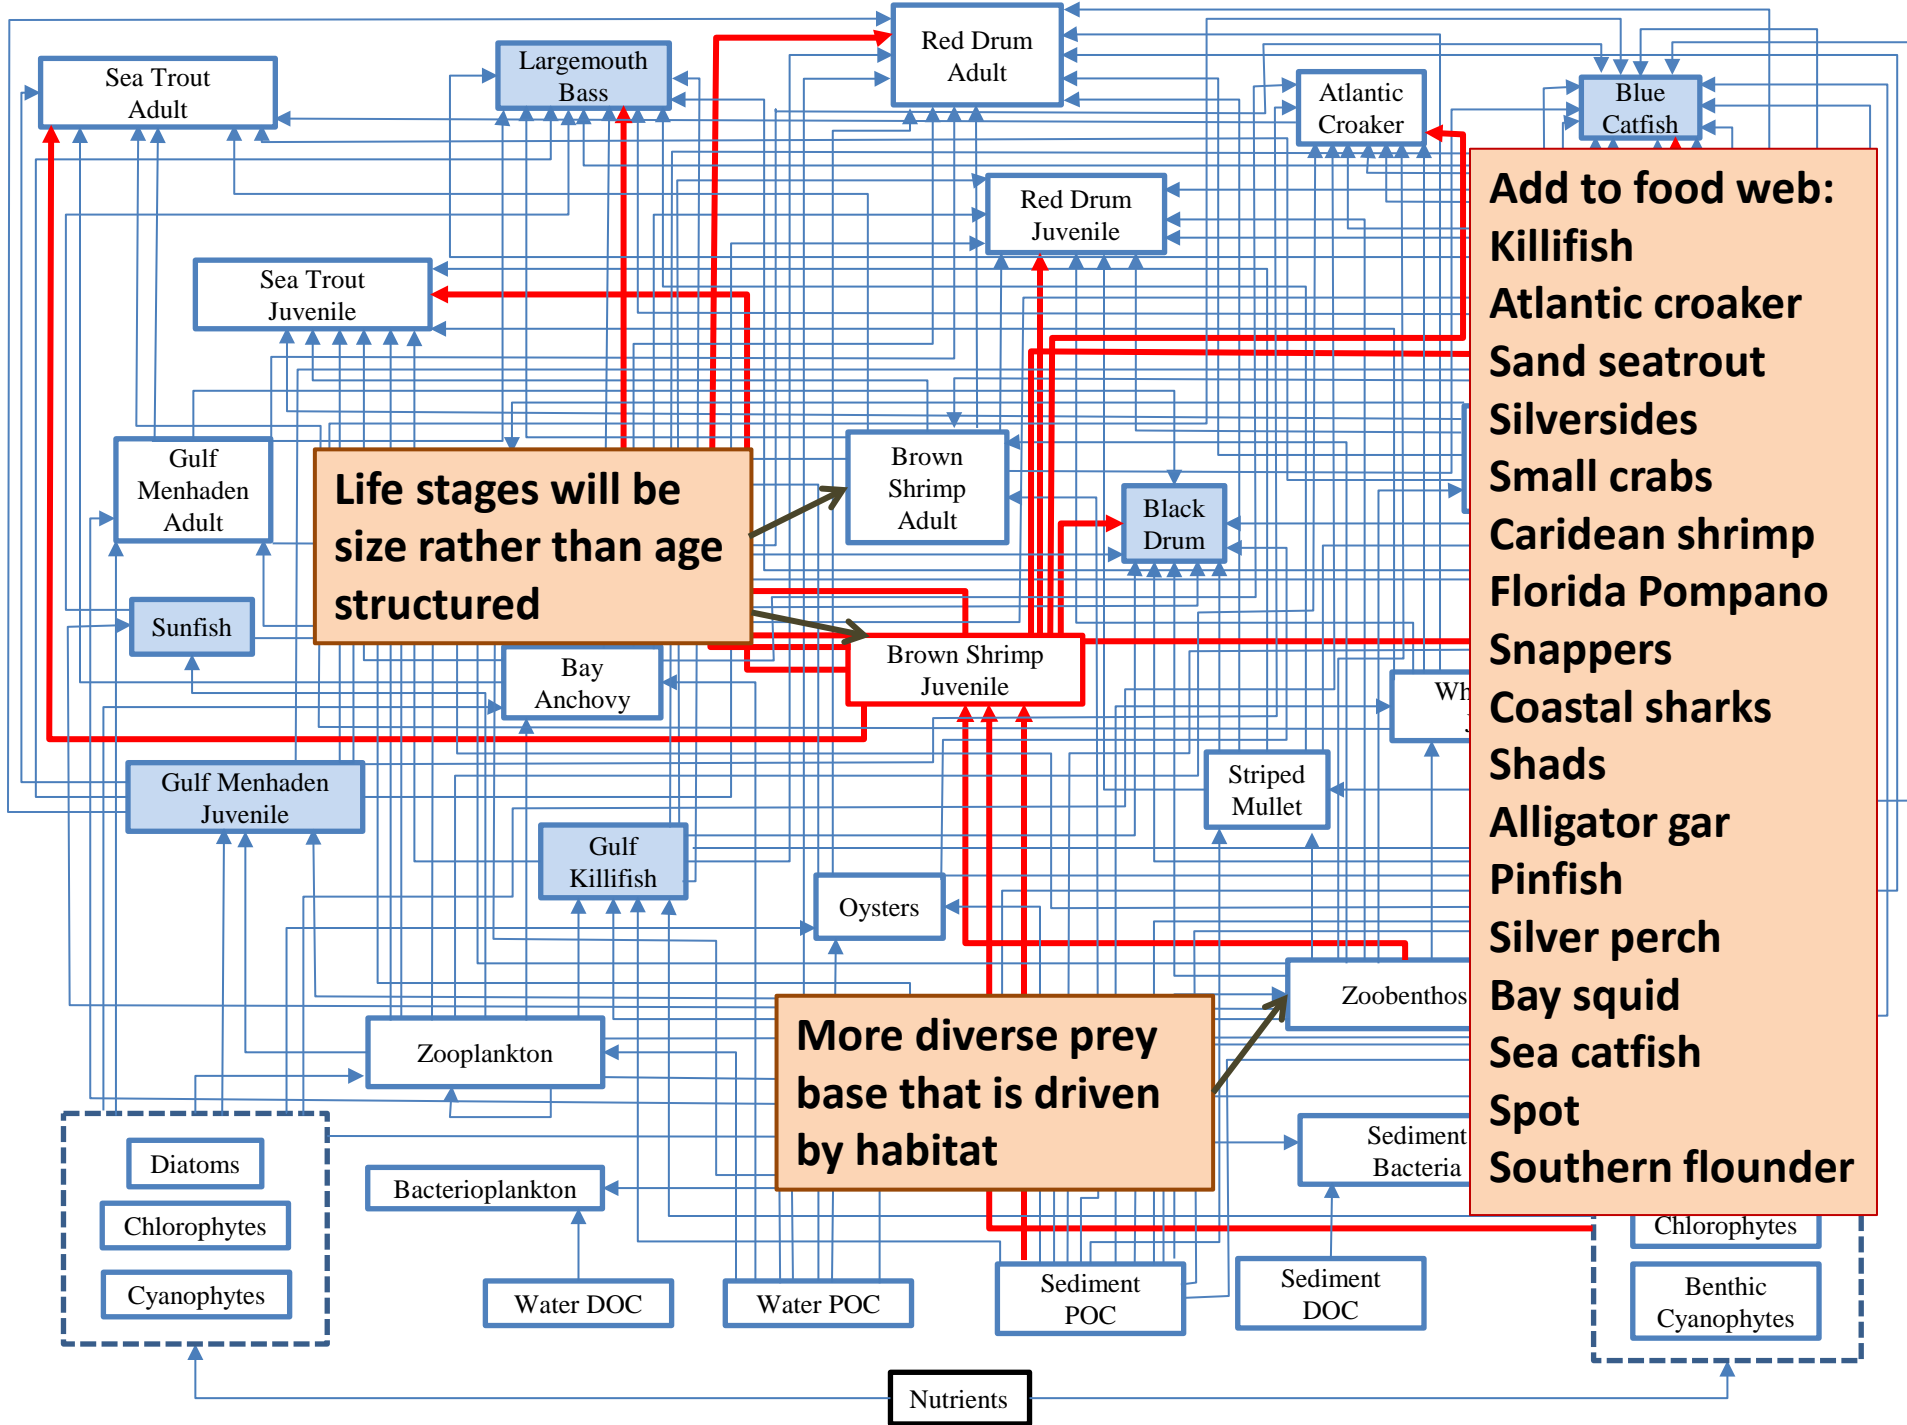 Red Drum
Adult
Largemouth
Bass
Sea Trout
Adult
Atlantic
Croaker
Blue
Catfish
Red Drum
Juvenile
Sea Trout
Juvenile
Gulf
Menhaden
Adult
Brown
Shrimp
Adult
Black
Drum
Life stages will be
size rather than age
structured
Sunfish
Bay
Anchovy
Brown Shrimp
Juvenile
Gulf Menhaden
Juvenile
Striped
Mullet
Gulf
Killifish
Oysters
Zoobenthos
Zooplankton
More diverse prey
base that is driven
by habitat
Add to food web:
Killifish
Atlantic croaker
Sand seatrout
Silversides
Small crabs
Caridean shrimp
Florida Pompano
Snappers
Coastal sharks
Shads
Alligator gar
Pinfish
Silver perch
Bay squid
Sea catfish
Spot
Southern flounder
Sediment
Bacteria
Diatoms
Chlorophytes
Cyanophytes
Bacterioplankton
Water DOC
Water POC
Sediment
POC
Sediment
DOC
Chlorophytes
Benthic
Cyanophytes
Nutrients